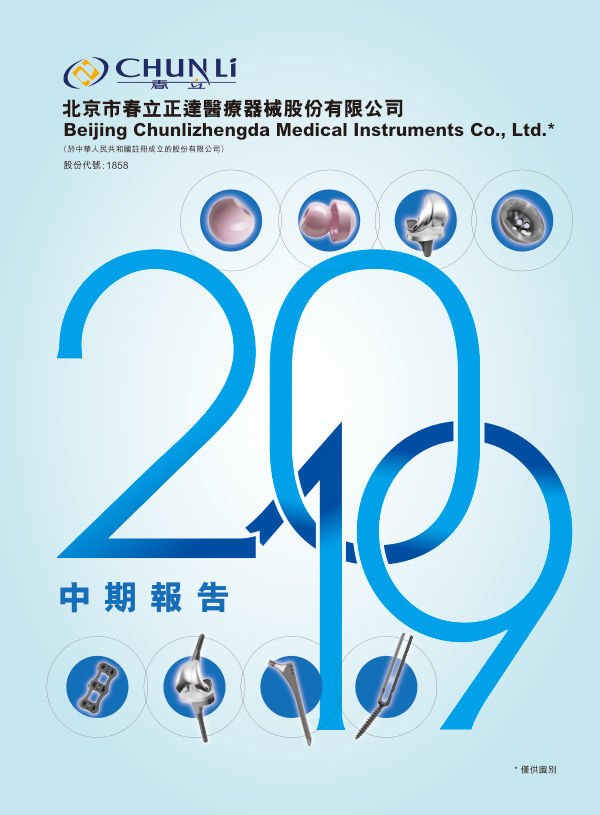 CHUNLi
春立
北京市春立正達醫療器械股份有限公司
Beijing Chunlizhengda Medical Instruments Co., Ltd.*
（於中華人民共和國註冊成立的股份有限公司）
股份代號：1858
2019
中期報告
* 僅供識別